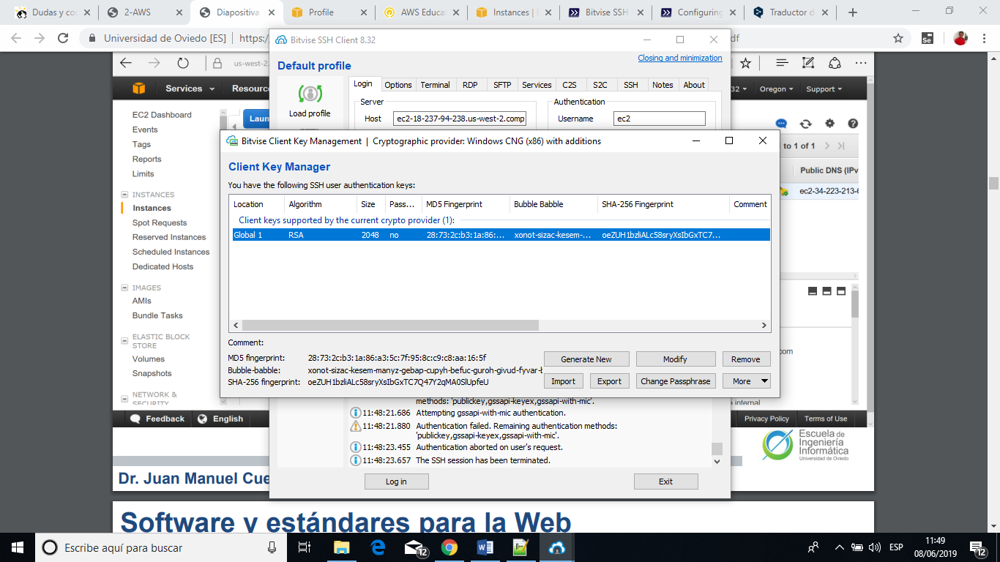 Dudas y co
2-AWS
Diapositiva
Profile
AWS Educa
Instances |
Bitvise SSH
Configuring
Traductor d
Universidad de Oviedo [ES]
https:/
df
Bitvise SSH Client 8.32
Closing and minimization
Default profile
us-west-2.
Login
Options
Terminal
RDP
SFTP
Services
C2S
S2C
SSH
Notes
About
Load profile
Server
Host
ec2-18-237-94-238.us-west-2.comp
Authentication
Username
ec2
Services
Resourc
32
Oregon
Support
EC2 Dashboard
Events
Tags
Reports
Limits
INSTANCES
Instances
Spot Requests
Reserved Instances
Scheduled Instances
Dedicated Hosts
IMAGES
AMIs
Bundle Tasks
ELASTIC BLOCK
STORE
Volumes
Snapshots
NETWORK &
SECURITY
Laun
to 1 of 1
Public DNS (IPv
ec2-34-223-213-6
com
internal
Bitvise Client Key Management | Cryptographic provider: Windows CNG (x86) with additions
Client Key Manager
You have the following SSH user authentication keys:
Location
Algorithm
Size
Pass...
MD5 Fingerprint
Bubble Babble
SHA-256 Fingerprint
Comment
Client keys supported by the current crypto provider (1):
Global 1
RSA
2048
no
28:73:2c:b3:1a:86:...
xonot-sizac-kesem-...
oeZUH1bzliALc58sryXsIbGxTC7...
Comment:
MD5 fingerprint: 28:73:2c:b3:1a:86:a3:5c:7f:95:8c:c9:c8:aa:16:5f
Bubble-babble: xonot-sizac-kesem-manyz-gebap-cupyh-befuc-guroh-givud-fyvar-b
SHA-256 fingerprint: oeZUH1bzliALc58sryXsIbGxTC7Q47Y2qMA0SlUpfeU
Generate New
Modify
Remove
Import
Export
Change Passphrase
More
methods: 'publickey,gssapi-keyex,gssapi-with-mic'.
11:48:21.686 Attempting gssapi-with-mic authentication.
11:48:21.880 Authentication failed. Remaining authentication methods:
'publickey,gssapi-keyex,gssapi-with-mic'.
11:48:23.455 Authentication aborted on user's request.
11:48:23.657 The SSH session has been terminated.
Log in
Exit
Feedback
English
Privacy Policy
Terms of Use
Escuela de
Ingeniería
Informática
Universidad de Oviedo
Dr. Juan Manuel Cue
Software y estándares para la Web
Escribe aquí para buscar
12
ESP
11:49
08/06/2019
12